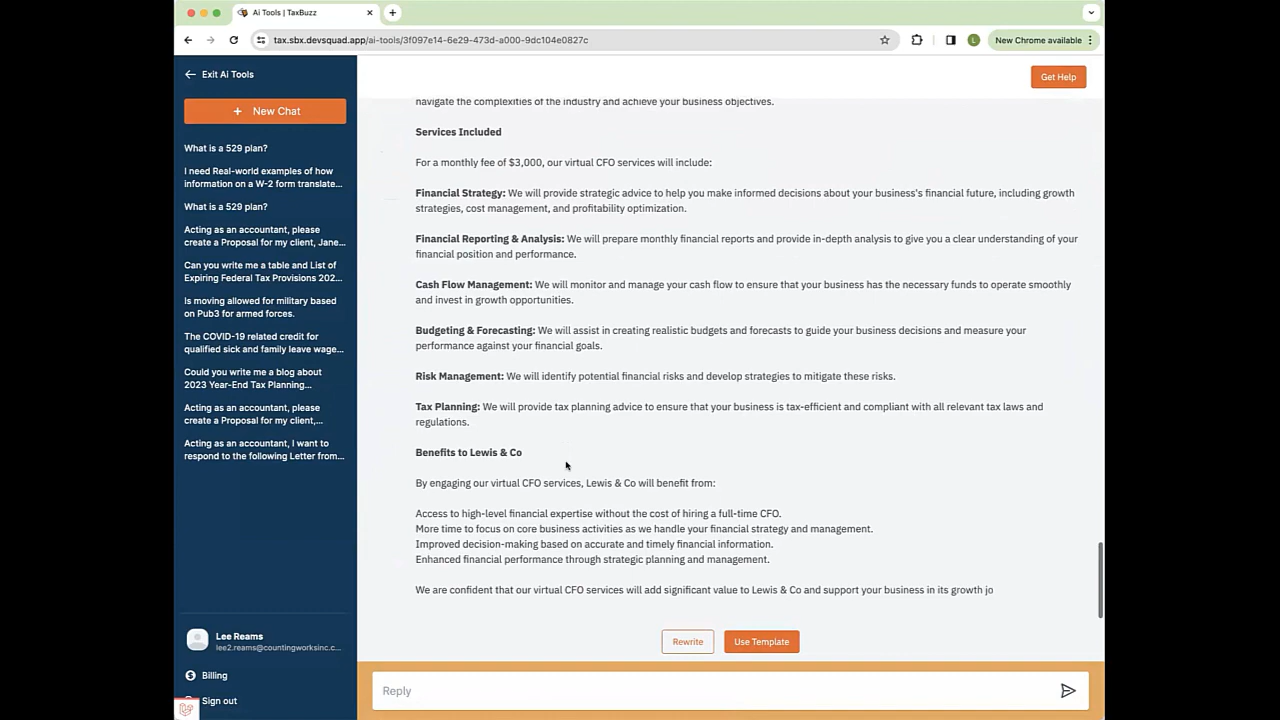 Ai Tools | TaxBuzz
tax.sbx.devsquad.app/ai-tools/3f097e14-6e29-473d-a000-9dc104e0827c
L
New Chrome available
Exit Ai Tools
+ New Chat
What is a 529 plan?
I need Real-world examples of how
information on a W-2 form translate...
What is a 529 plan?
Acting as an accountant, please
create a Proposal for my client, Jane...
Can you write me a table and List of
Expiring Federal Tax Provisions 202...
Is moving allowed for military based
on Pub3 for armed forces.
The COVID-19 related credit for
qualified sick and family leave wage...
Could you write me a blog about
2023 Year-End Tax Planning...
Acting as an accountant, please
create a Proposal for my client,...
Acting as an accountant, I want to
respond to the following Letter from...
Lee Reams
lee2.reams@countingworksinc.c...
Billing
Sign out
Get Help
navigate the complexities of the industry and achieve your business objectives.
Services Included
For a monthly fee of $3,000, our virtual CFO services will include:
Financial Strategy: We will provide strategic advice to help you make informed decisions about your business's financial future, including growth
strategies, cost management, and profitability optimization.
Financial Reporting & Analysis: We will prepare monthly financial reports and provide in-depth analysis to give you a clear understanding of your
financial position and performance.
Cash Flow Management: We will monitor and manage your cash flow to ensure that your business has the necessary funds to operate smoothly
and invest in growth opportunities.
Budgeting & Forecasting: We will assist in creating realistic budgets and forecasts to guide your business decisions and measure your
performance against your financial goals.
Risk Management: We will identify potential financial risks and develop strategies to mitigate these risks.
Tax Planning: We will provide tax planning advice to ensure that your business is tax-efficient and compliant with all relevant tax laws and
regulations.
Benefits to Lewis & Co
By engaging our virtual CFO services, Lewis & Co will benefit from:
Access to high-level financial expertise without the cost of hiring a full-time CFO.
More time to focus on core business activities as we handle your financial strategy and management.
Improved decision-making based on accurate and timely financial information.
Enhanced financial performance through strategic planning and management.
We are confident that our virtual CFO services will add significant value to Lewis & Co and support your business in its growth jo
Rewrite
Use Template
Reply